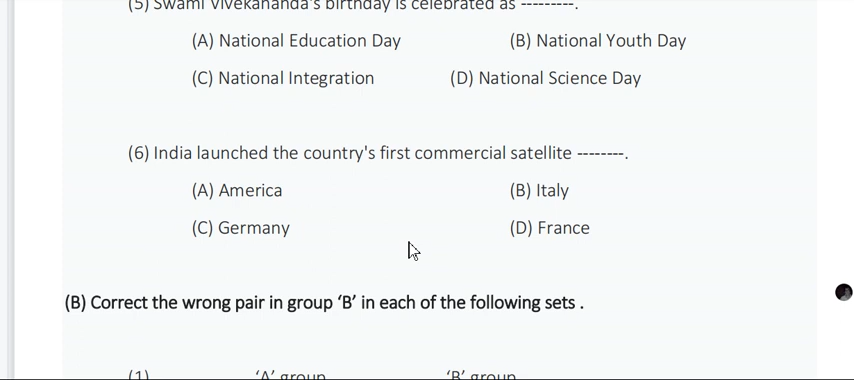 (5) Swami Vivekananda's birthday is celebrated as ---------.
(A) National Education Day (B) National Youth Day
(C) National Integration (D) National Science Day
(6) India launched the country's first commercial satellite --------.
(A) America (B) Italy
(C) Germany (D) France
(B) Correct the wrong pair in group ‘B’ in each of the following sets .
(1) ‘A’ group ‘B’ group